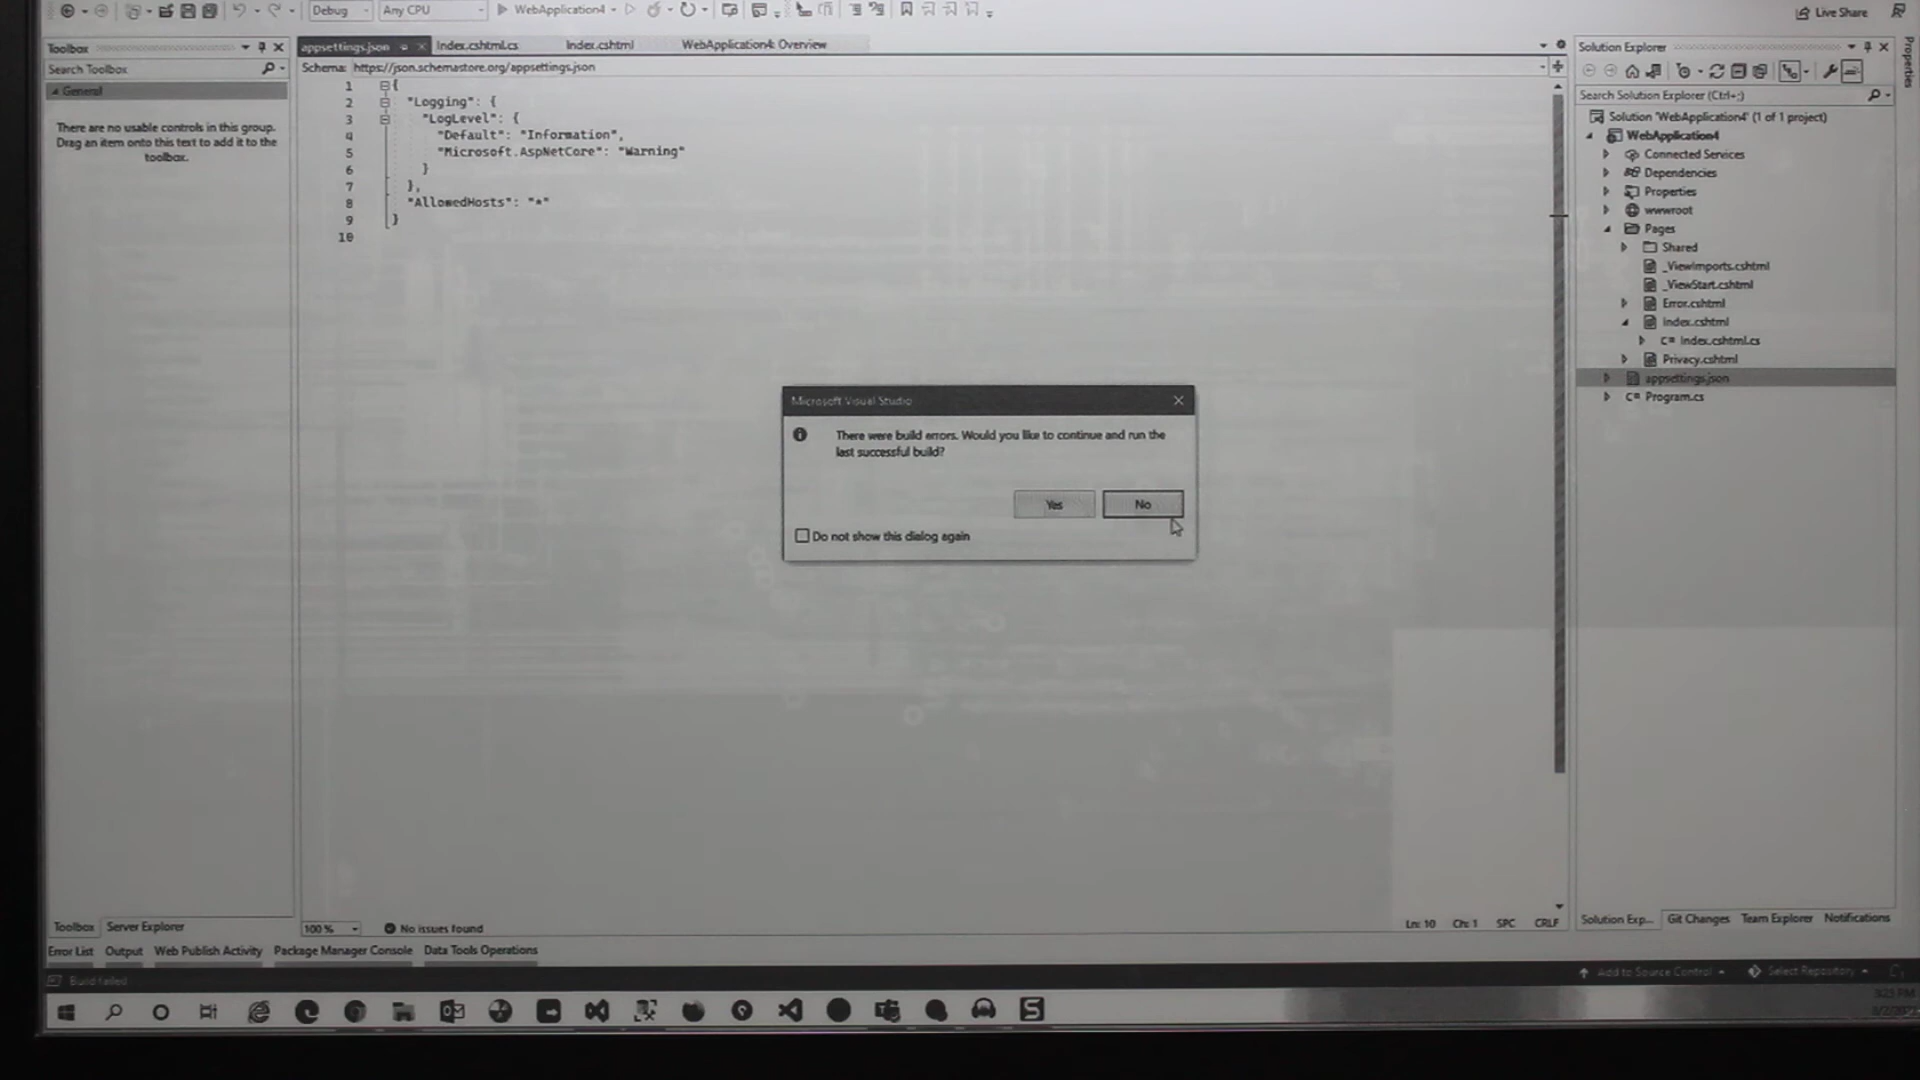 Debug Any CPU WebApplication4 Live Share
Toolbox
Search Toolbox
General
There are no usable controls in this group.
Drag an item onto this text to add it to the
toolbox.
appsettings.json Index.cshtml.cs Index.cshtml WebApplication4: Overview
Schema: https://json.schemastore.org/appsettings.json
1 {
2 "Logging": {
3 "LogLevel": {
4 "Default": "Information",
5 "Microsoft.AspNetCore": "Warning"
6 }
7 },
8 "AllowedHosts": "*"
9 }
10
Microsoft Visual Studio
There were build errors. Would you like to continue and run the
last successful build?
Yes No
Do not show this dialog again
Solution Explorer
Search Solution Explorer (Ctrl+;)
Solution 'WebApplication4' (1 of 1 project)
WebApplication4
Connected Services
Dependencies
Properties
wwwroot
Pages
Shared
_ViewImports.cshtml
_ViewStart.cshtml
Error.cshtml
Index.cshtml
C# Index.cshtml.cs
Privacy.cshtml
appsettings.json
C# Program.cs
Properties
Toolbox Server Explorer
100 % No issues found
Ln: 10 Ch: 1 SPC CRLF
Solution Exp... Git Changes Team Explorer Notifications
Error List Output Web Publish Activity Package Manager Console Data Tools Operations
Build failed
Add to Source Control Select Repository
3:25 PM